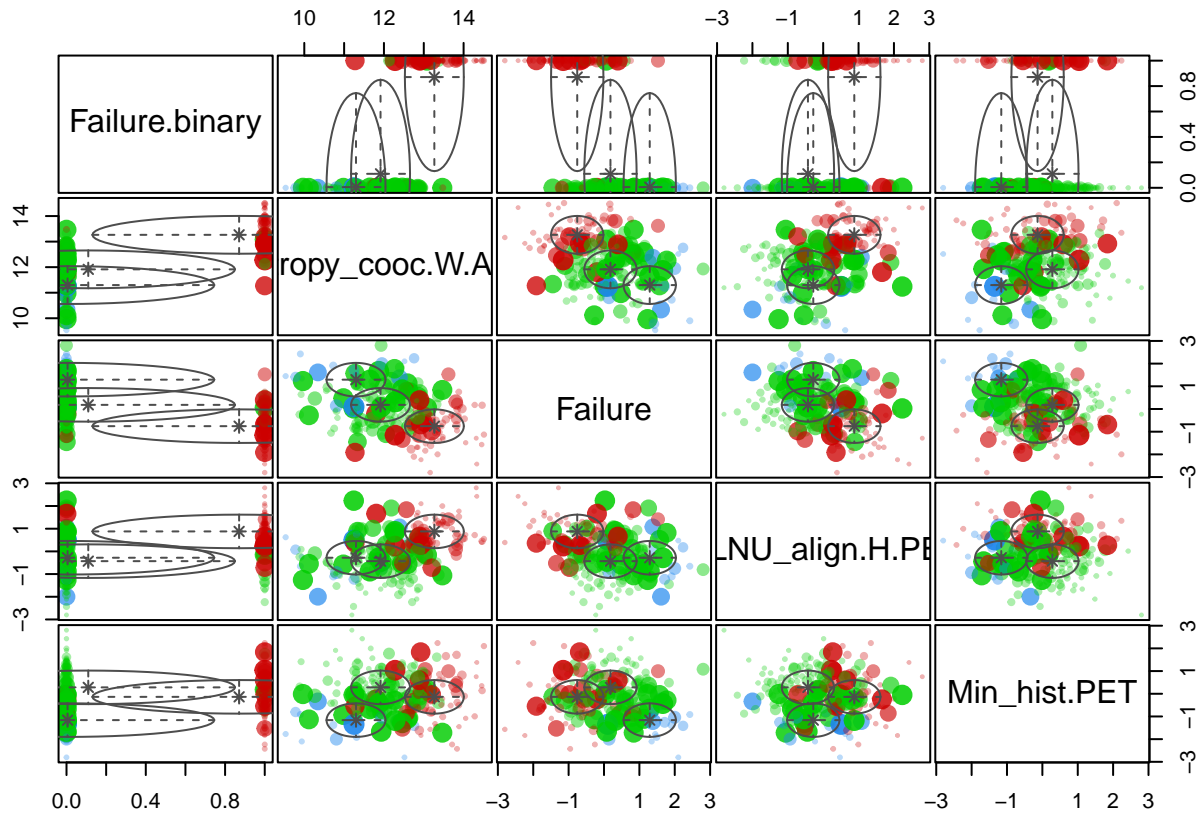 10 12 14 −3 −1 1 3
Failure.binary
0.0 0.4 0.8
ropy_cooc.W.A
10 12 14
Failure
−3 −1 1 3
LNU_align.H.PE
−3 −1 1 3
Min_hist.PET
−3 −1 1 3
0.0 0.4 0.8 −3 −1 0 1 2 3 −3 −1 0 1 2 3